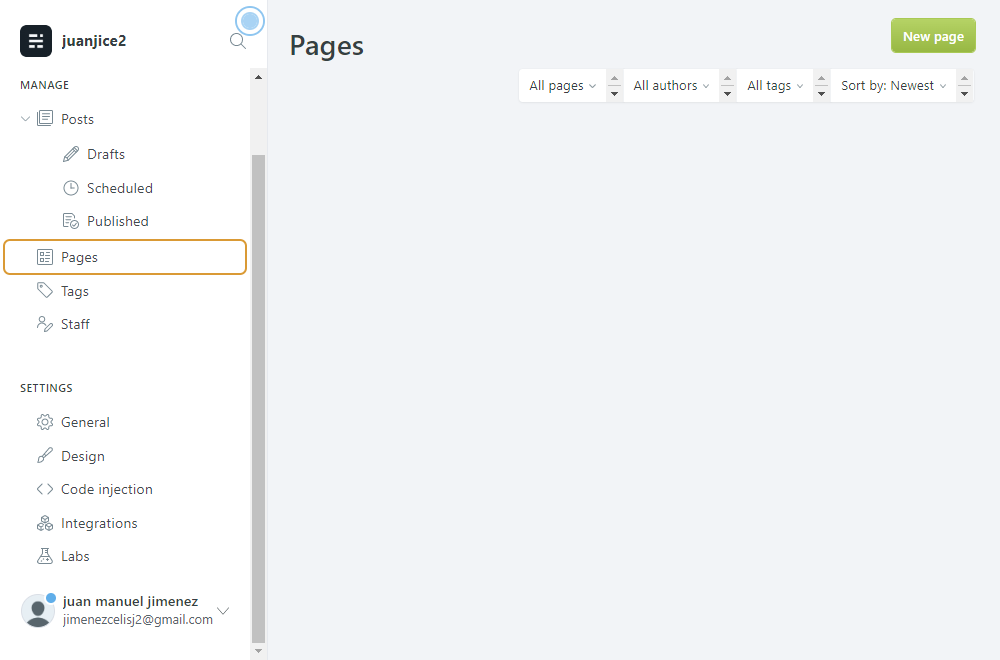 juanjice2
MANAGE
Posts
Drafts
Scheduled
Published
Pages
Tags
Staff
SETTINGS
General
Design
Code injection
Integrations
Labs
juan manuel jimenez
jimenezcelisj2@gmail.com
Pages
New page
All pages
All authors
All tags
Sort by: Newest